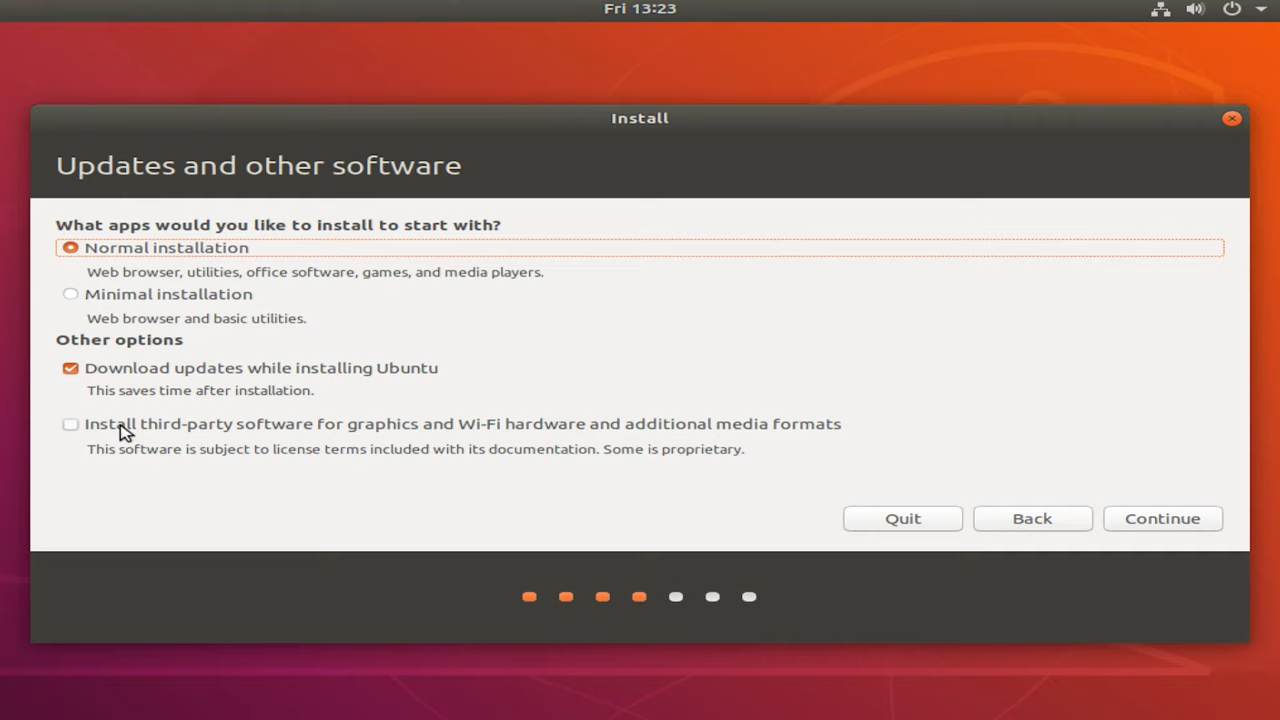 Fri 13:23
Install
Updates and other software
What apps would you like to install to start with?
Normal installation
Web browser, utilities, office software, games, and media players.
Minimal installation
Web browser and basic utilities.
Other options
Download updates while installing Ubuntu
This saves time after installation.
Install third-party software for graphics and Wi-Fi hardware and additional media formats
This software is subject to license terms included with its documentation. Some is proprietary.
Quit Back Continue